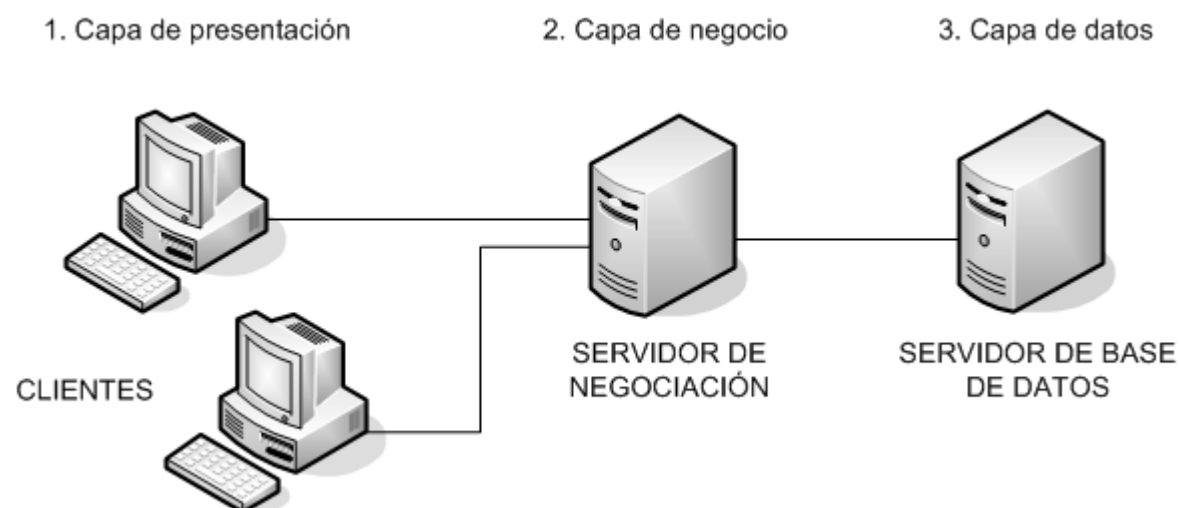 1. Capa de presentación
2. Capa de negocio
3. Capa de datos
CLIENTES
SERVIDOR DE
NEGOCIACIÓN
SERVIDOR DE BASE
DE DATOS